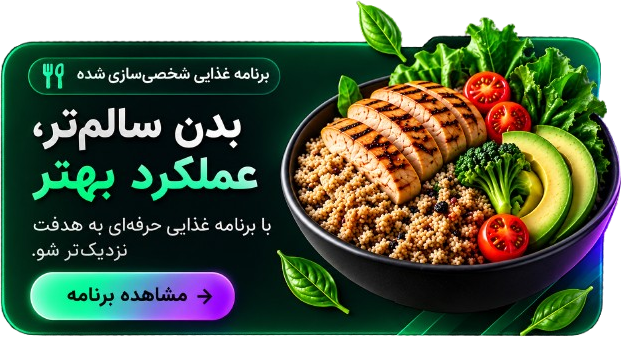 برنامه غذایی شخصی‌سازی شده
بدن سالم‌تر،
عملکرد بهتر
با برنامه غذایی حرفه‌ای به هدفت
نزدیک‌تر شو.
مشاهده برنامه